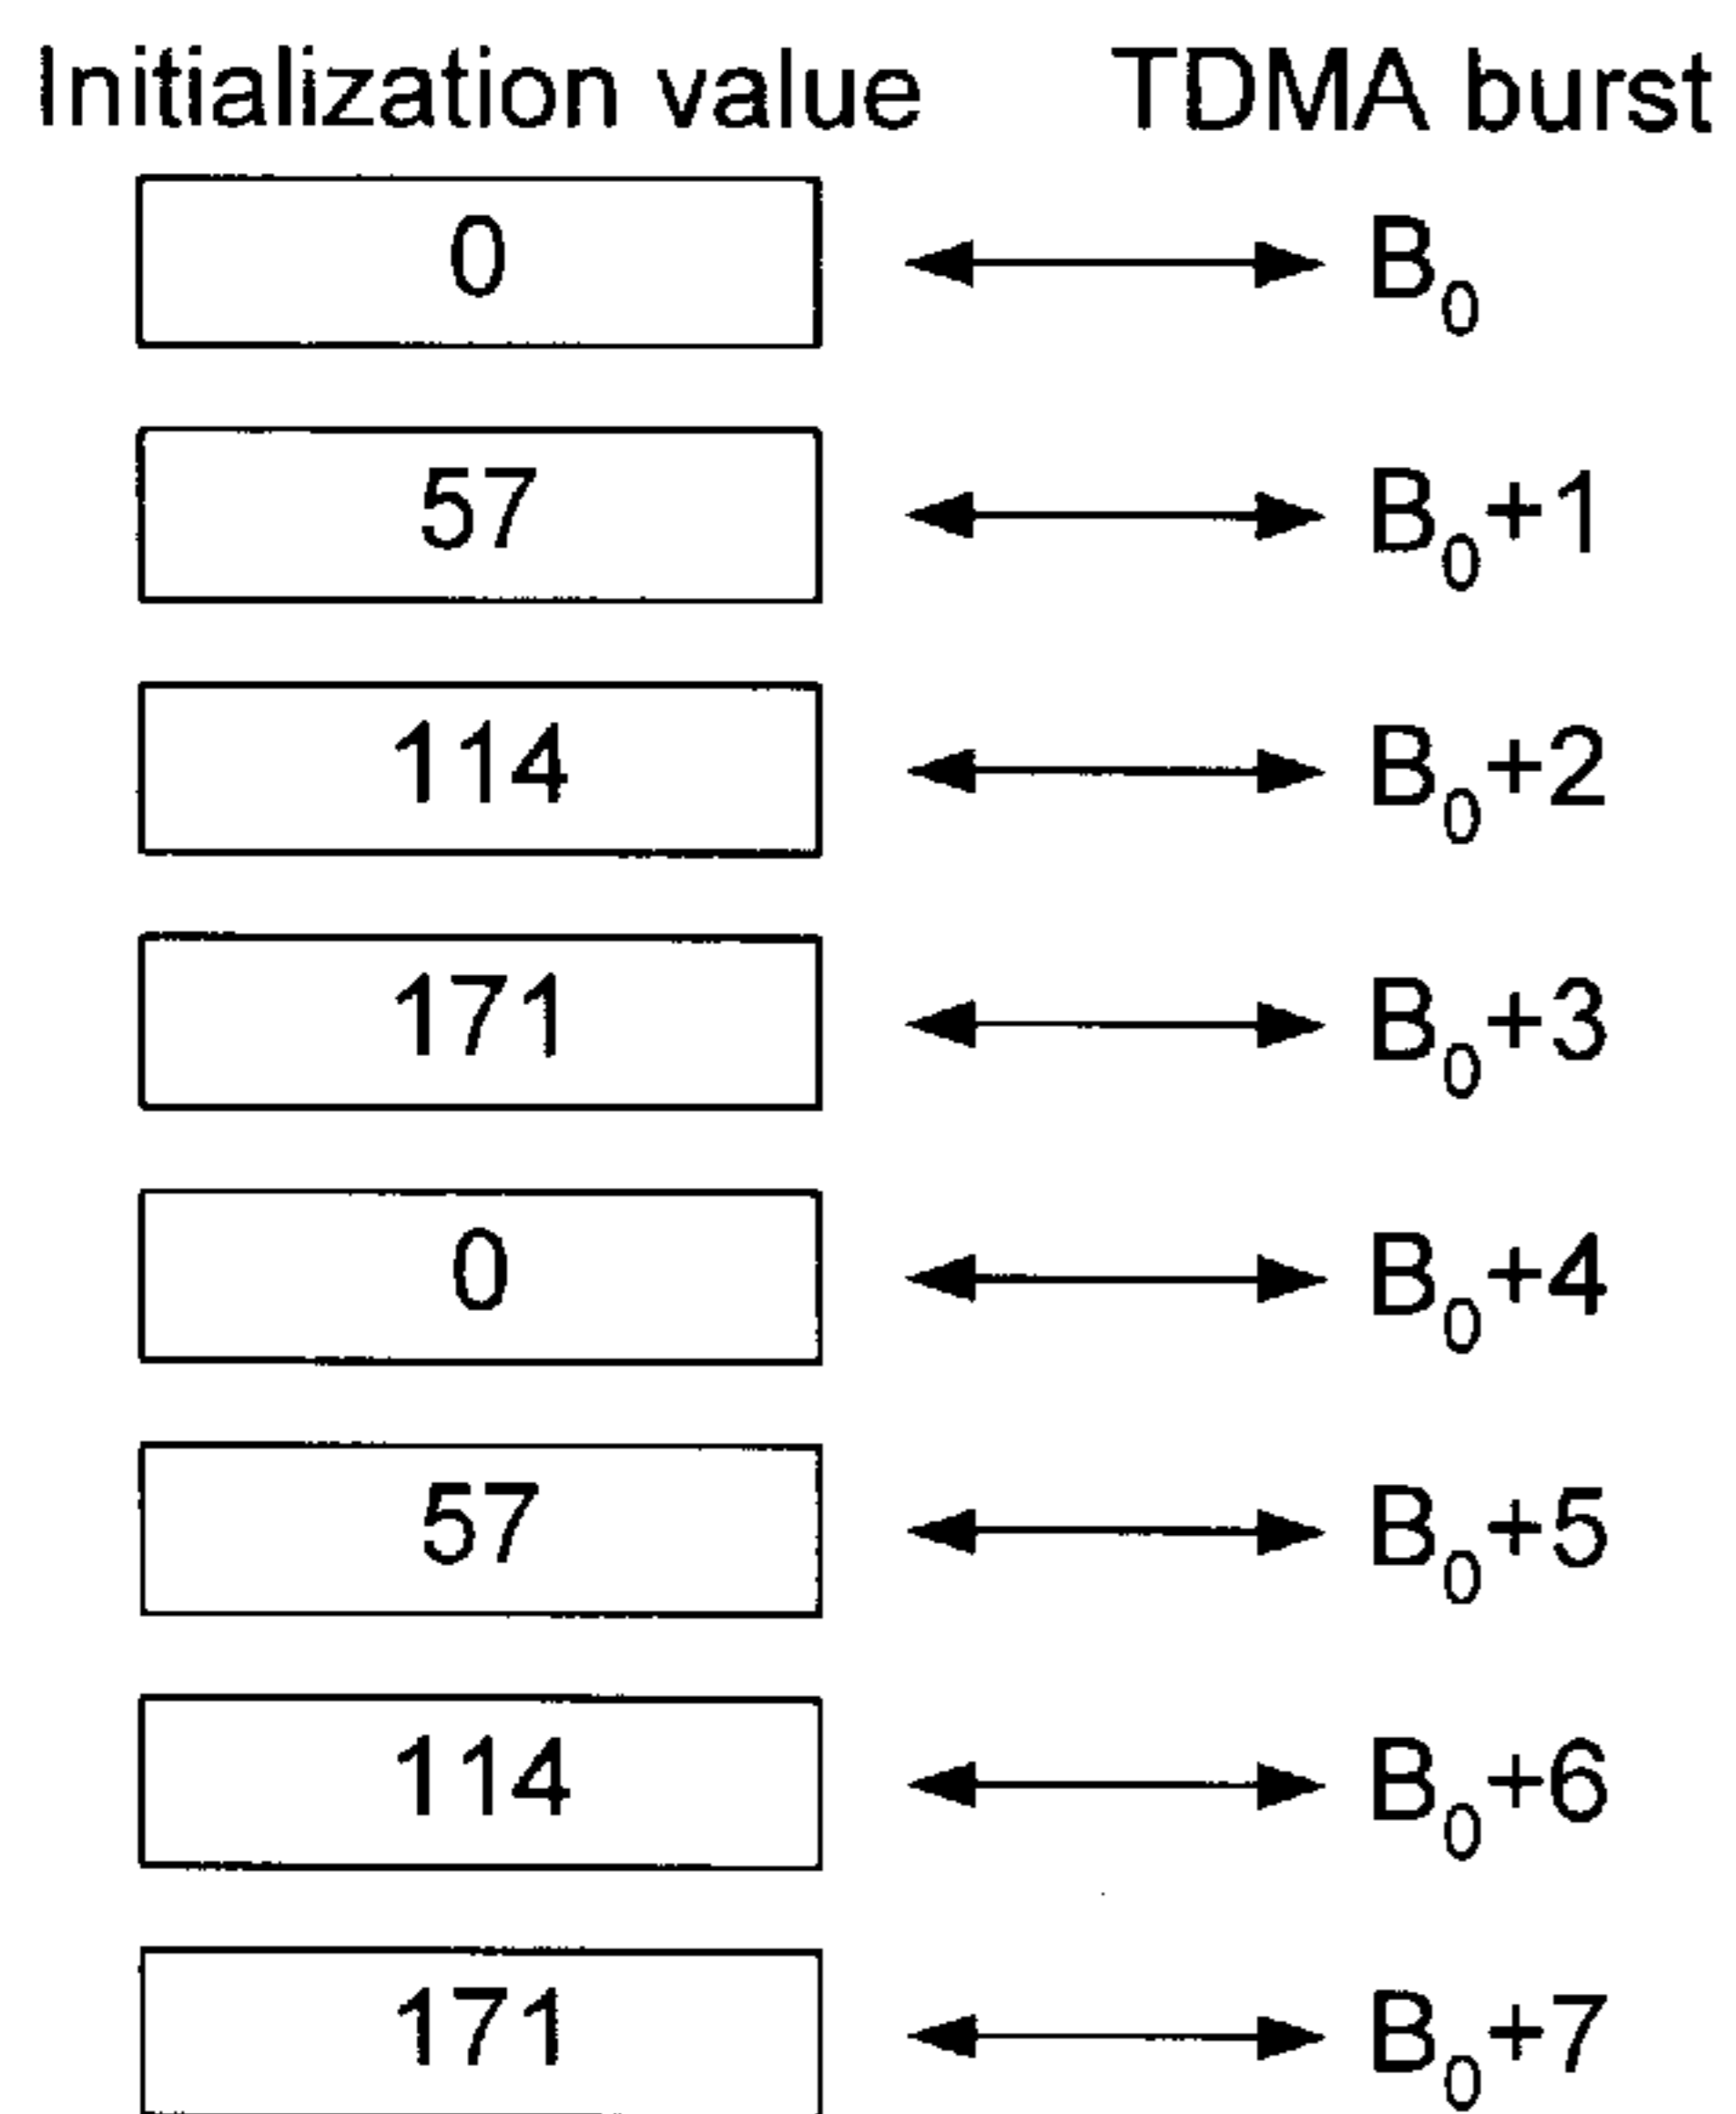 Initialization value TDMA burst
0 B₀
57 B₀+1
114 B₀+2
171 B₀+3
0 B₀+4
57 B₀+5
114 B₀+6
171 B₀+7